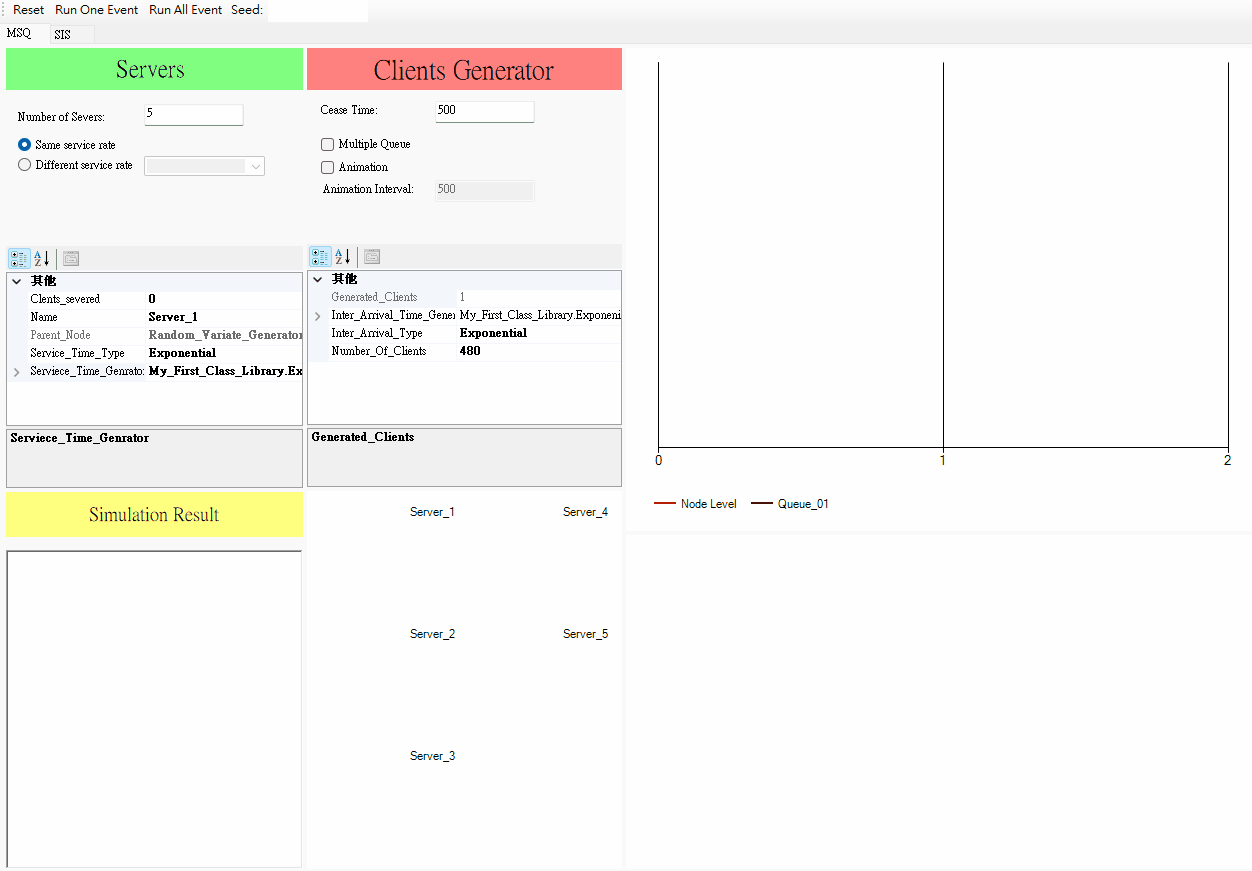 Reset Run One Event Run All Event Seed:
MSQ SIS
Servers
Number of Severs: 5
Same service rate
Different service rate
其他
Clents_severed 0
Name Server_1
Parent_Node Random_Variate_Generator
Service_Time_Type Exponential
Serviece_Time_Genrator My_First_Class_Library.Ex
Serviece_Time_Genrator
Clients Generator
Cease Time: 500
Multiple Queue
Animation
Animation Interval: 500
其他
Generated_Clients 1
Inter_Arrival_Time_Gener My_First_Class_Library.Exponenti
Inter_Arrival_Type Exponential
Number_Of_Clients 480
Generated_Clients
0 1 2
Node Level Queue_01
Simulation Result
Server_1 Server_4
Server_2 Server_5
Server_3